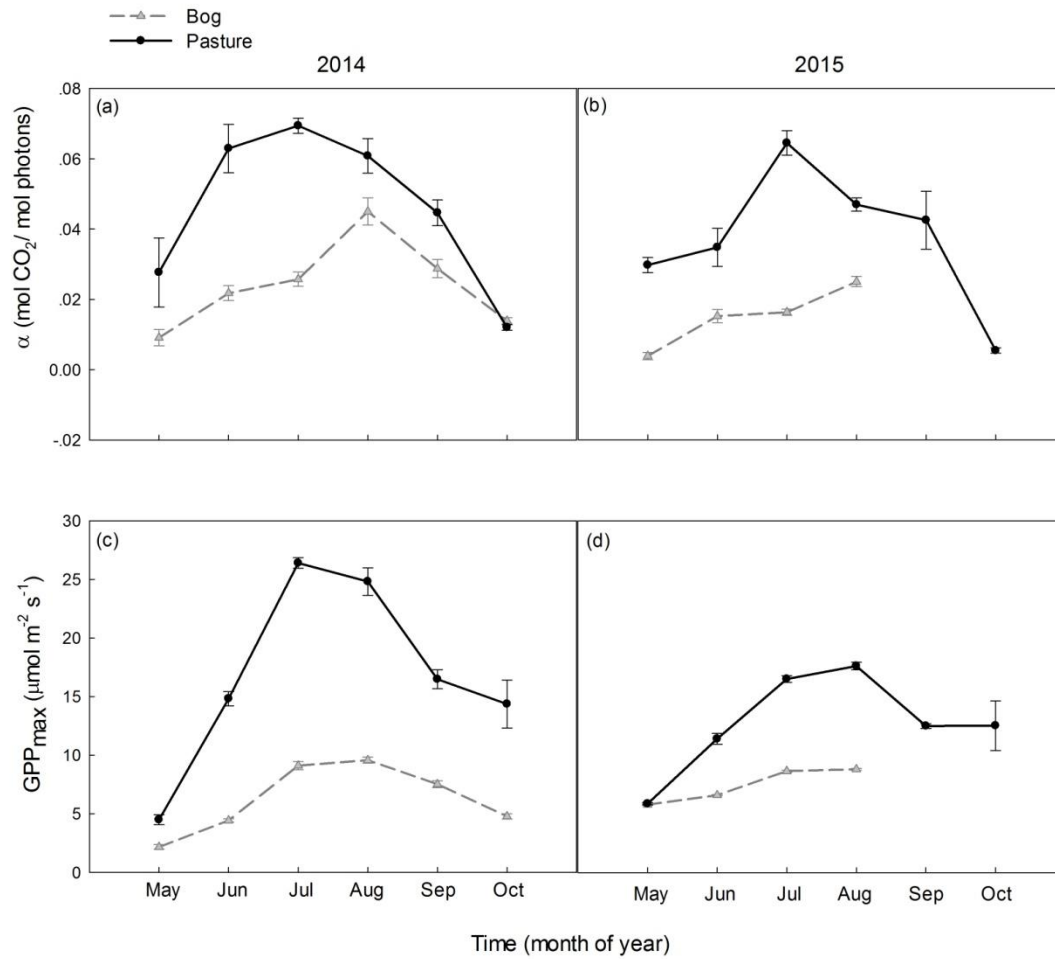 Bog
Pasture
2014
2015
(a)
(b)
α (mol CO₂/ mol photons)
.08
.06
.04
.02
0.00
-.02
(c)
(d)
GPPmax (μmol m⁻² s⁻¹)
30
25
20
15
10
5
0
May Jun Jul Aug Sep Oct
May Jun Jul Aug Sep Oct
Time (month of year)